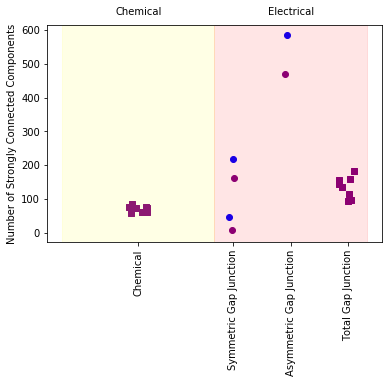 Chemical Electrical
Number of Strongly Connected Components
600
500
400
300
200
100
0
Chemical
Symmetric Gap Junction
Asymmetric Gap Junction
Total Gap Junction